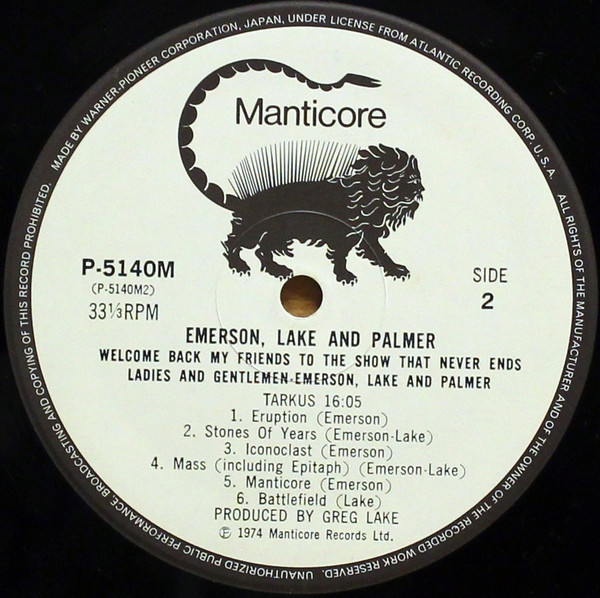 MADE BY WARNER-PIONEER CORPORATION, JAPAN, UNDER LICENSE FROM ATLANTIC RECORDING CORP. U.S.A. ALL RIGHTS OF THE MANUFACTURER AND OF THE OWNER OF THE RECORDED WORK RESERVED. UNAUTHORIZED PUBLIC PERFORMANCE, BROADCASTING AND COPYING OF THIS RECORD PROHIBITED.
Manticore
P-5140M
(P-5140M2)
33⅓RPM
SIDE
2
EMERSON, LAKE AND PALMER
WELCOME BACK MY FRIENDS TO THE SHOW THAT NEVER ENDS
LADIES AND GENTLEMEN-EMERSON, LAKE AND PALMER
TARKUS 16:05
1. Eruption (Emerson)
2. Stones Of Years (Emerson-Lake)
3. Iconoclast (Emerson)
4. Mass (including Epitaph) (Emerson-Lake)
5. Manticore (Emerson)
6. Battlefield (Lake)
PRODUCED BY GREG LAKE
℗ 1974 Manticore Records Ltd.